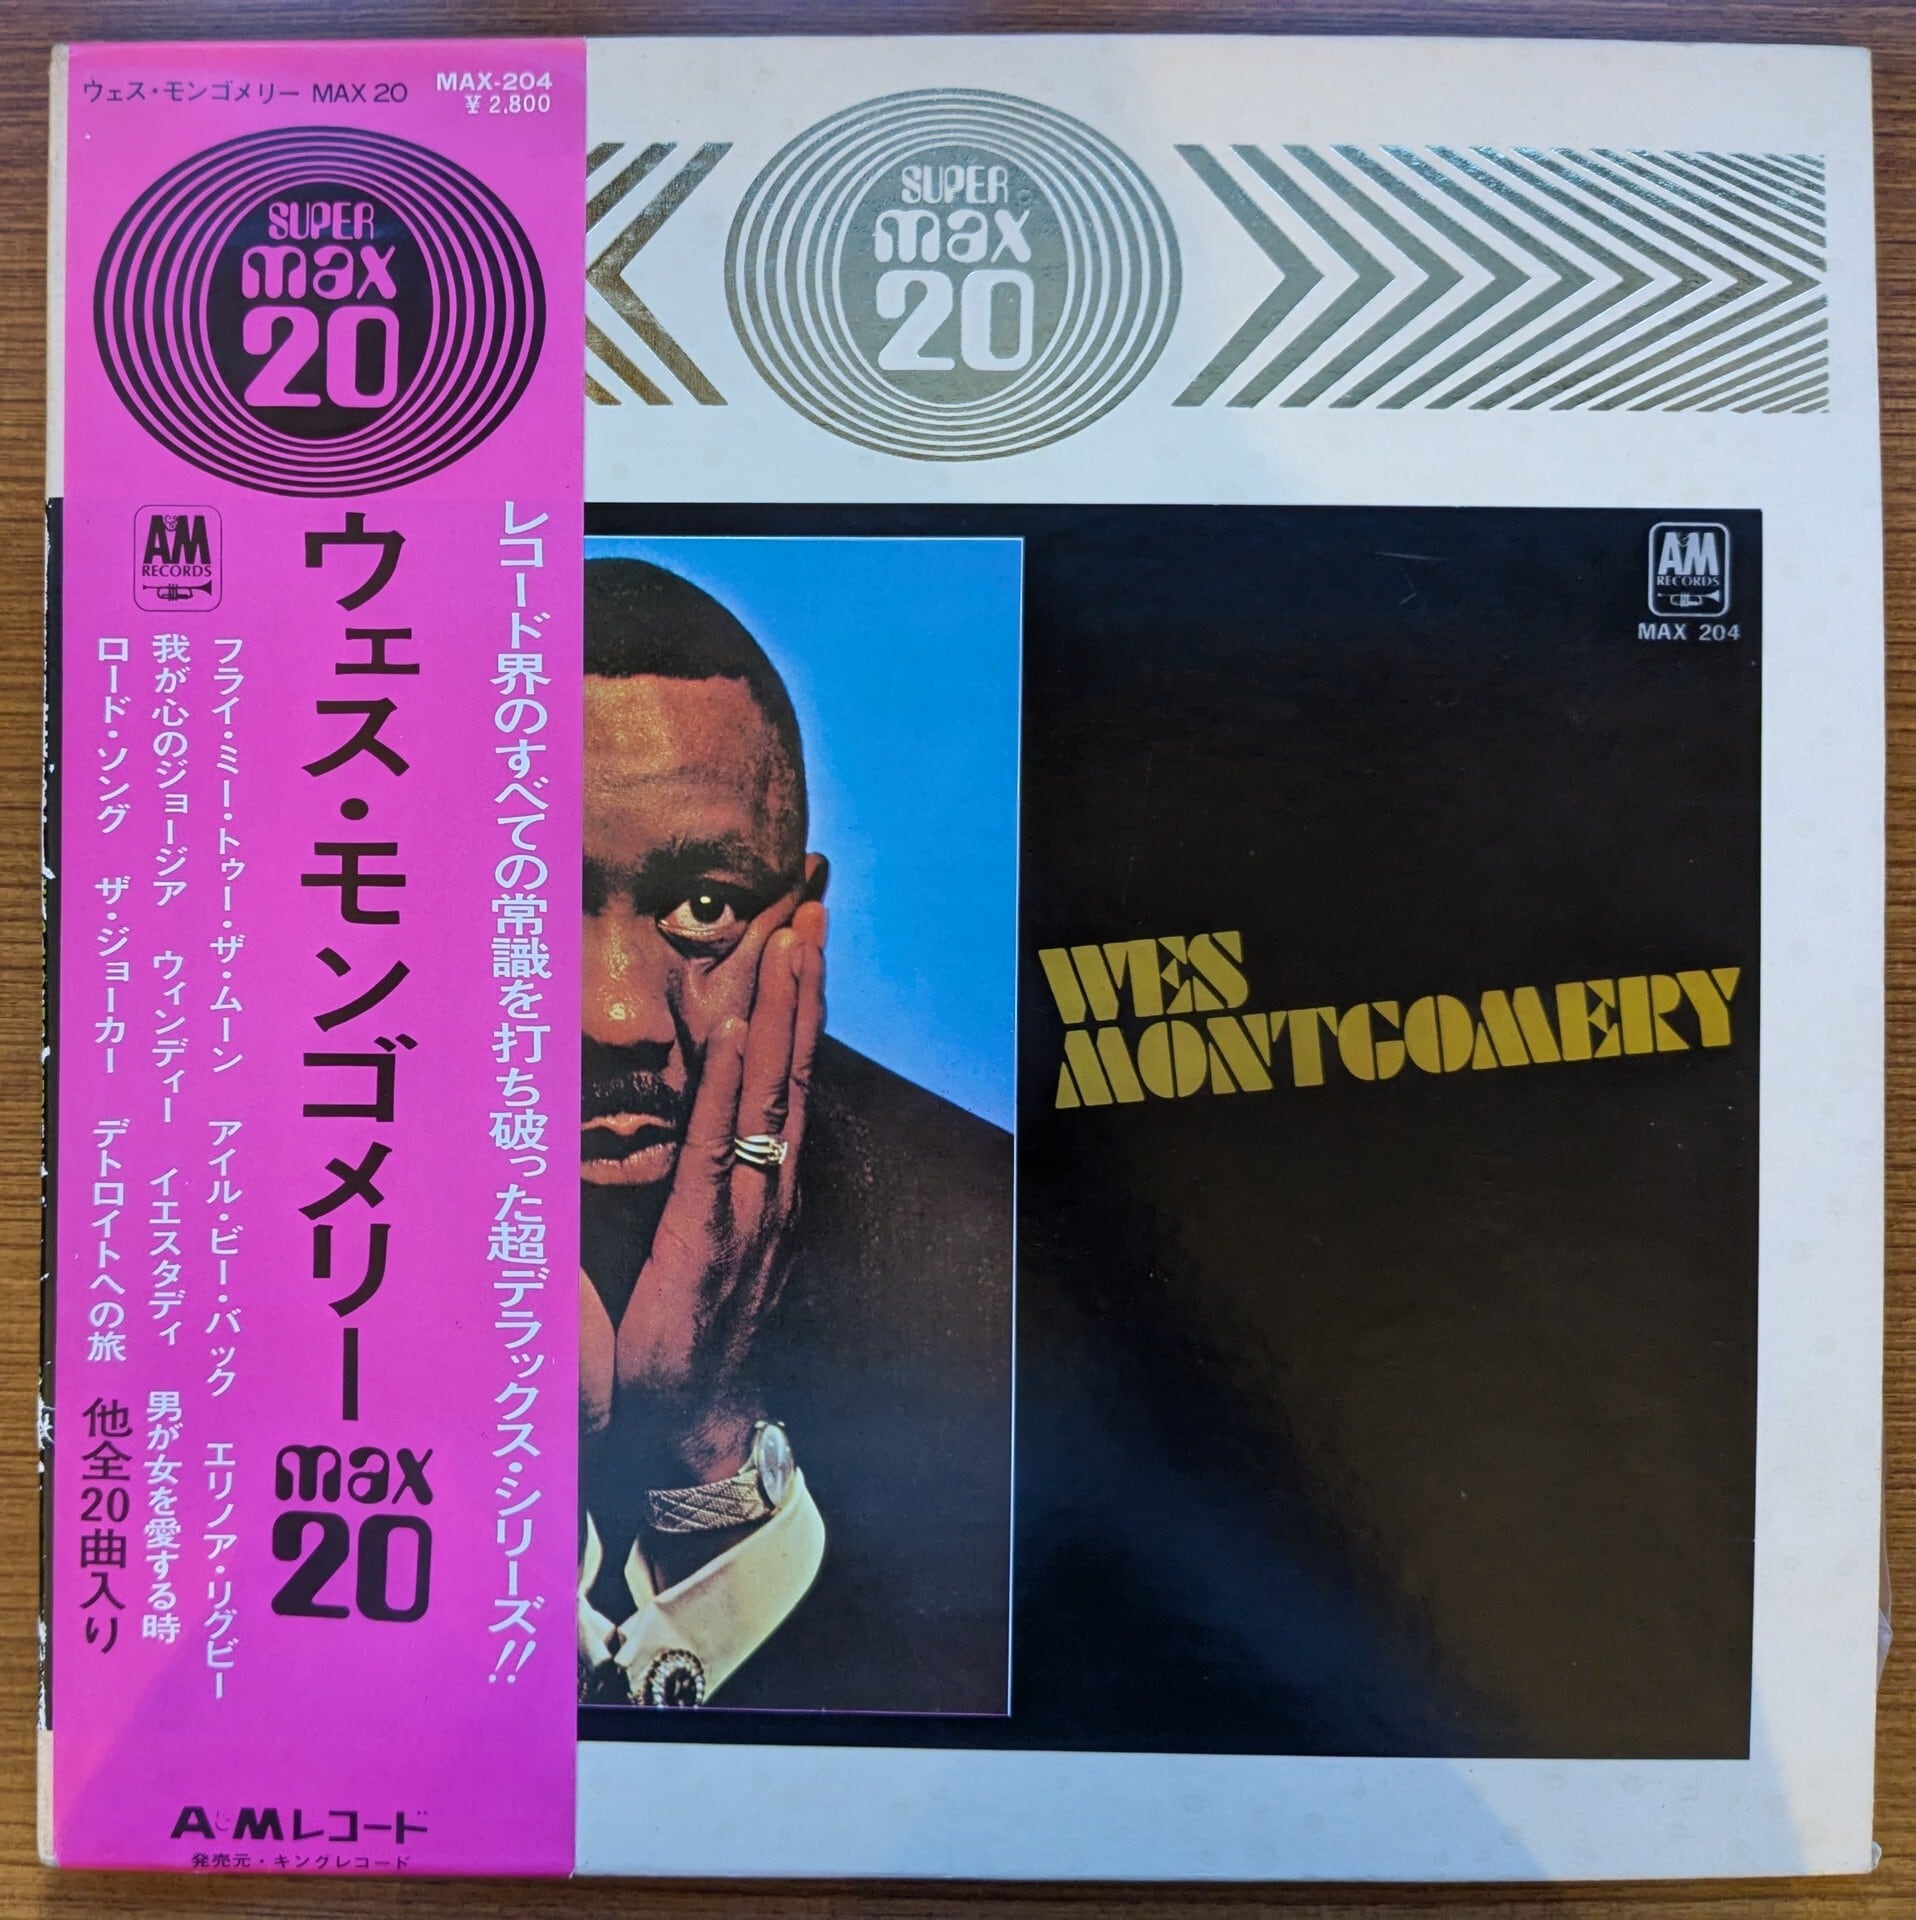 ウェス・モンゴメリー MAX 20
MAX-204
¥2,800
SUPER
max
20
レコード界のすべての常識を打ち破った超デラックス・シリーズ!!
ウェス・モンゴメリー max 20
A&M
RECORDS
フライ・ミー・トゥー・ザ・ムーン アイル・ビー・バック エリノア・リグビー
我が心のジョージア ウィンディー イエスタディ 男が女を愛する時
ロード・ソング ザ・ジョーカー デトロイトへの旅 他全20曲入り
A&Mレコード
発売元・キングレコード
SUPER
max
20
A&M
RECORDS
MAX 204
WES
MONTGOMERY